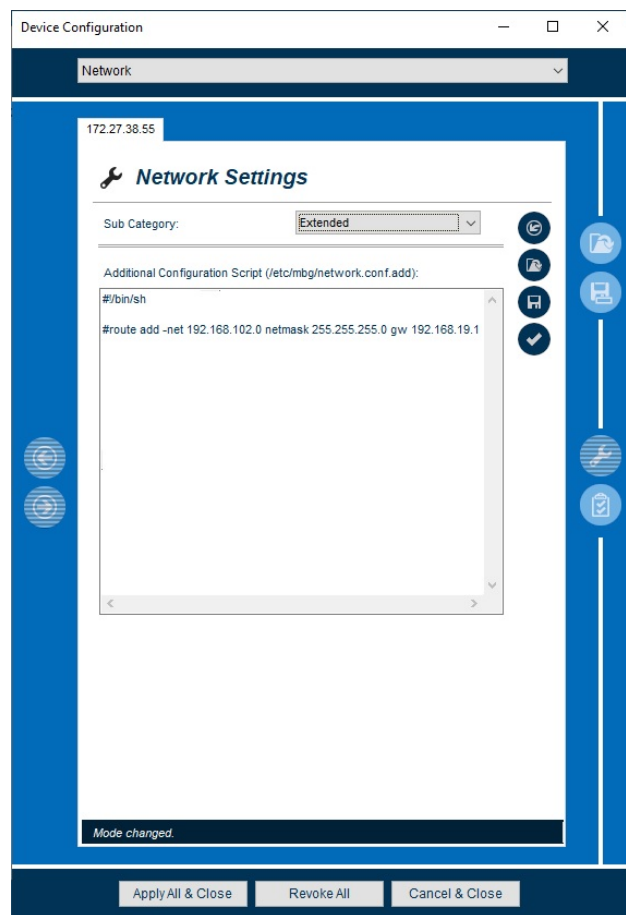 Device Configuration
Network
172.27.38.55
Network Settings
Sub Category:
Extended
Additional Configuration Script (/etc/mbg/network.conf.add):
#!/bin/sh
#route add -net 192.168.102.0 netmask 255.255.255.0 gw 192.168.19.1
Mode changed.
Apply All & Close
Revoke All
Cancel & Close